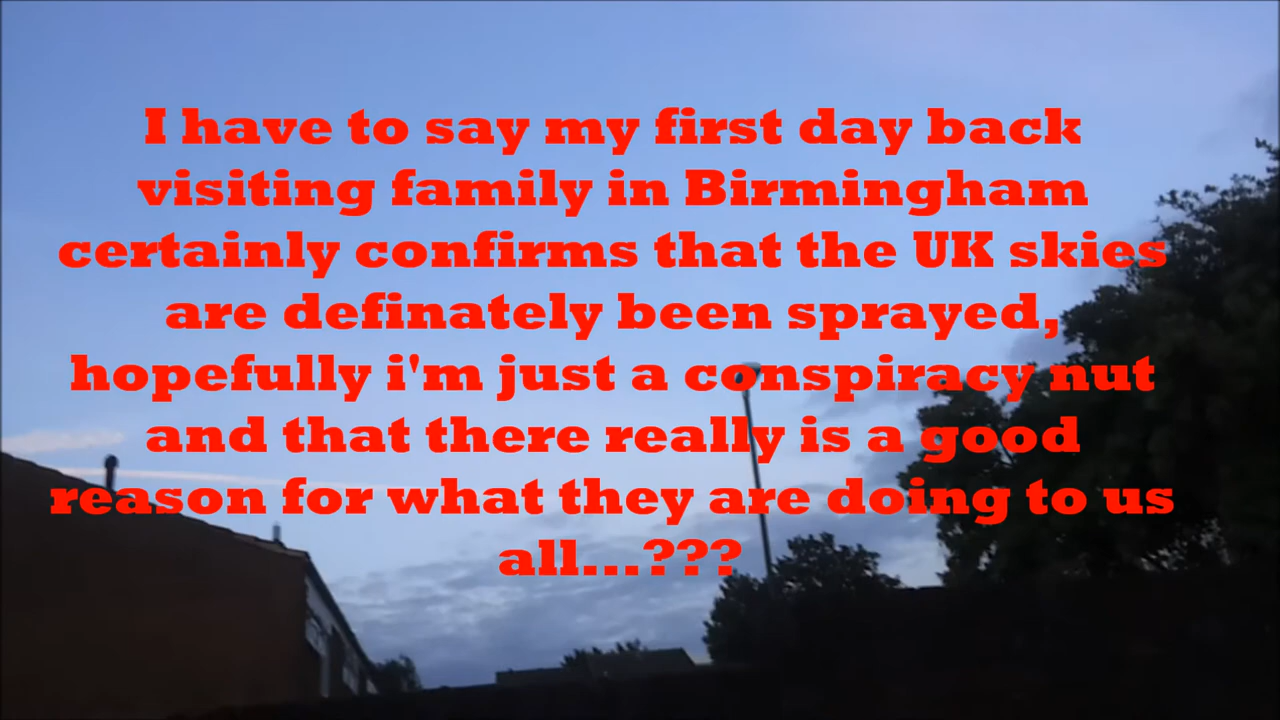 I have to say my first day back
visiting family in Birmingham
certainly confirms that the UK skies
are definately been sprayed,
hopefully i'm just a conspiracy nut
and that there really is a good
reason for what they are doing to us
all...???